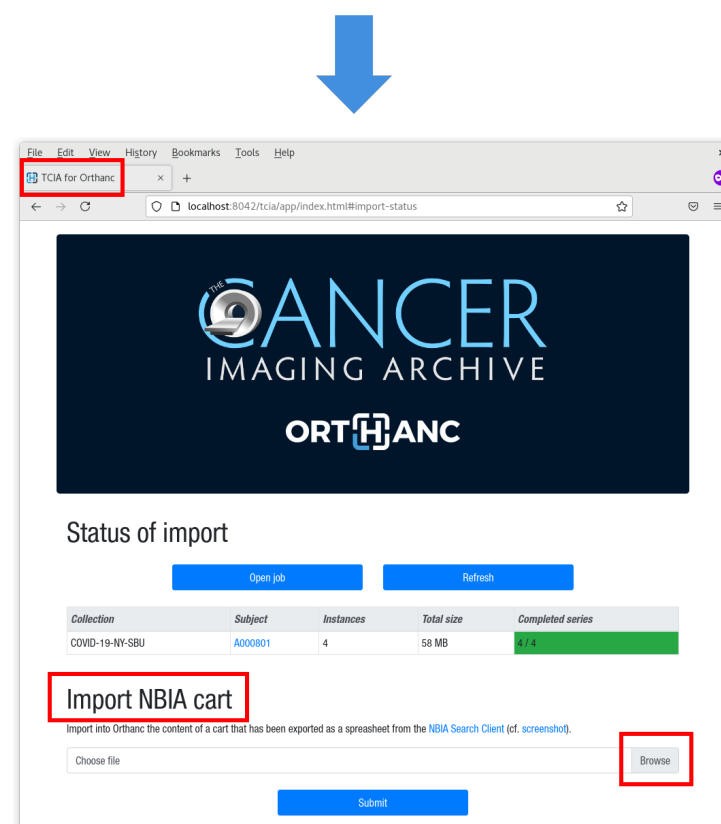 File Edit View History Bookmarks Tools Help
TCIA for Orthanc × +
localhost:8042/tcia/app/index.html#import-status
THE CANCER
IMAGING ARCHIVE
ORTHANC
Status of import
Open job Refresh
Collection Subject Instances Total size Completed series
COVID-19-NY-SBU A000801 4 58 MB 4 / 4
Import NBIA cart
Import into Orthanc the content of a cart that has been exported as a spreasheet from the NBIA Search Client (cf. screenshot).
Choose file Browse
Submit